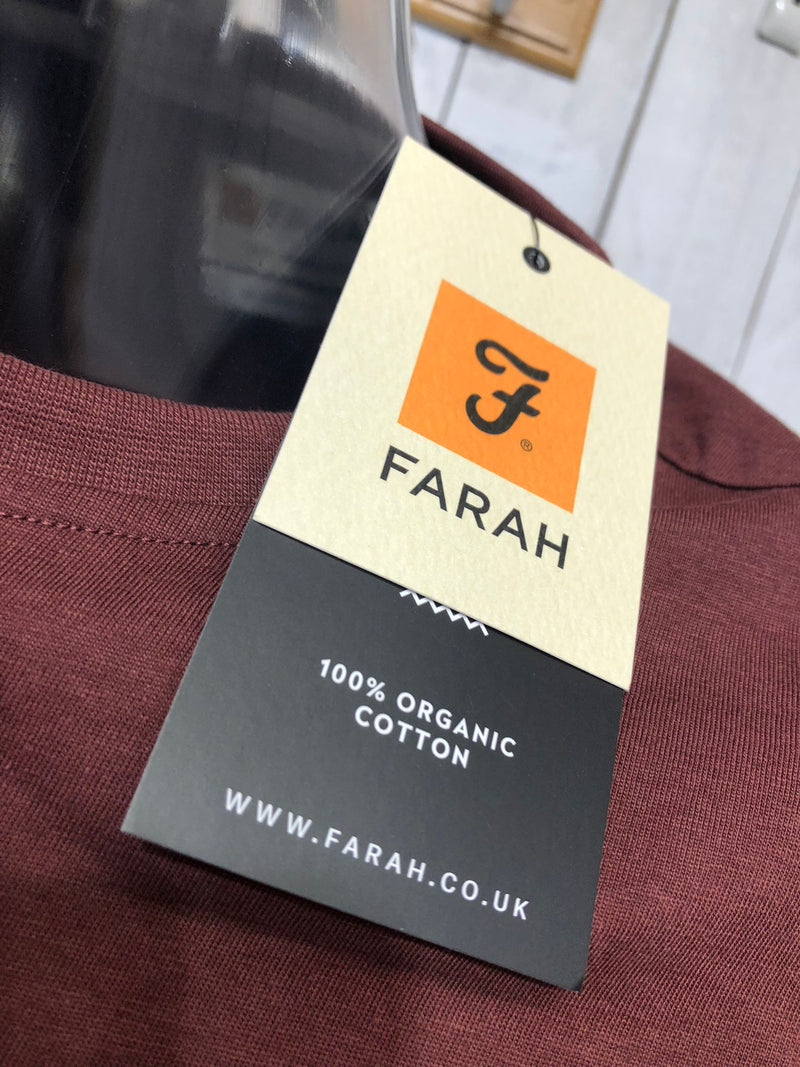 F
®
FARAH
100% ORGANIC
COTTON
WWW.FARAH.CO.UK